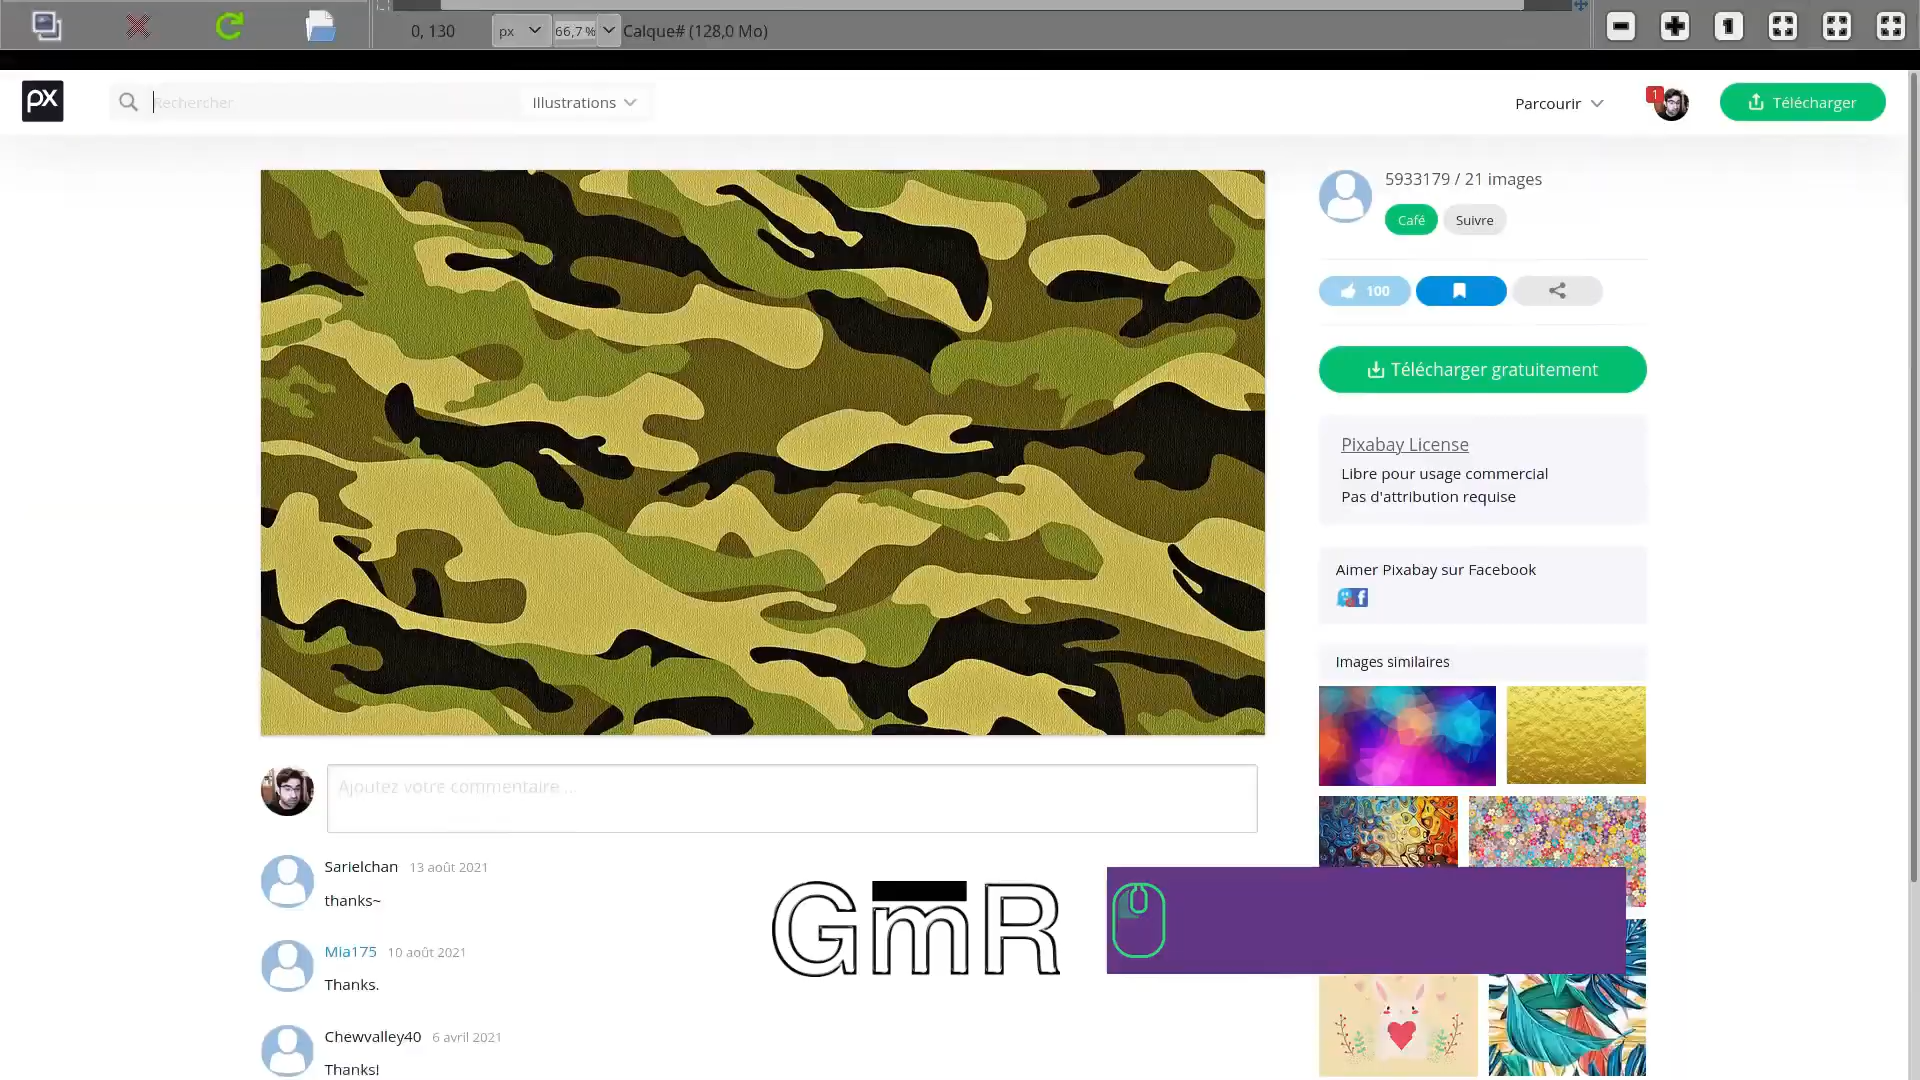 0, 130
px
66,7 %
Calque# (128,0 Mo)
1
px
Rechercher
Illustrations
Parcourir
1
Télécharger
5933179 / 21 images
Café
Suivre
100
Télécharger gratuitement
Pixabay License
Libre pour usage commercial
Pas d'attribution requise
Aimer Pixabay sur Facebook
f
Images similaires
Ajoutez votre commentaire ...
Sarielchan 13 août 2021
thanks~
Mia175 10 août 2021
Thanks.
Chewvalley40 6 avril 2021
Thanks!
GmR